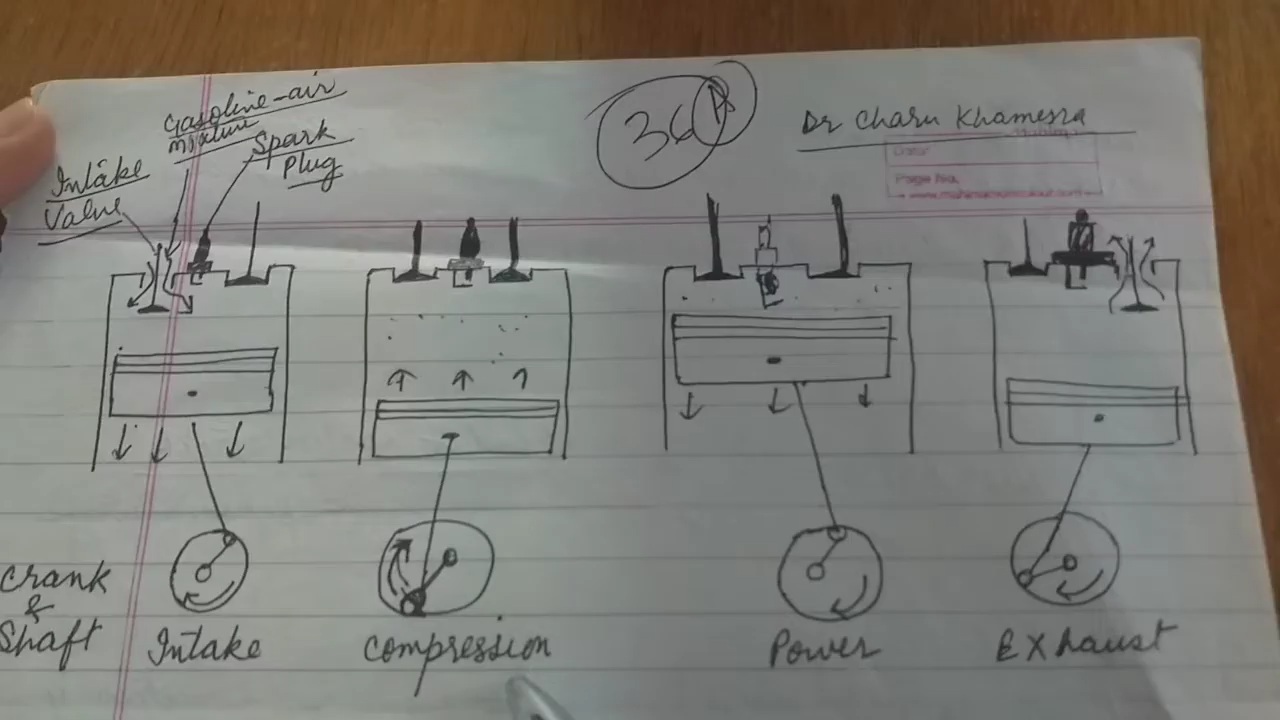 Gasoline-air
mixture
Spark
Plug
Intake
Valve
36 A
Dr Charu Khamesra
Date:
Page No.
Crank
&
Shaft
Intake
Compression
Power
Exhaust